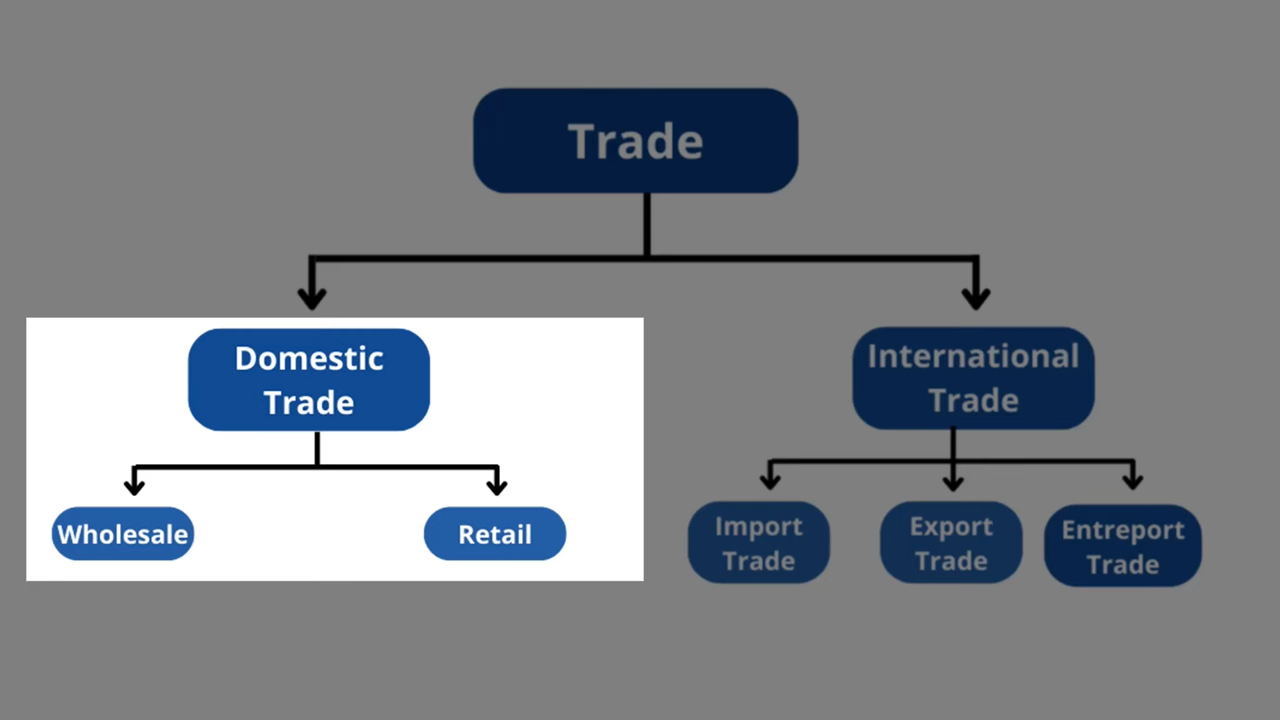 Trade
Domestic
Trade
International
Trade
Wholesale
Retail
Import
Trade
Export
Trade
Entreport
Trade